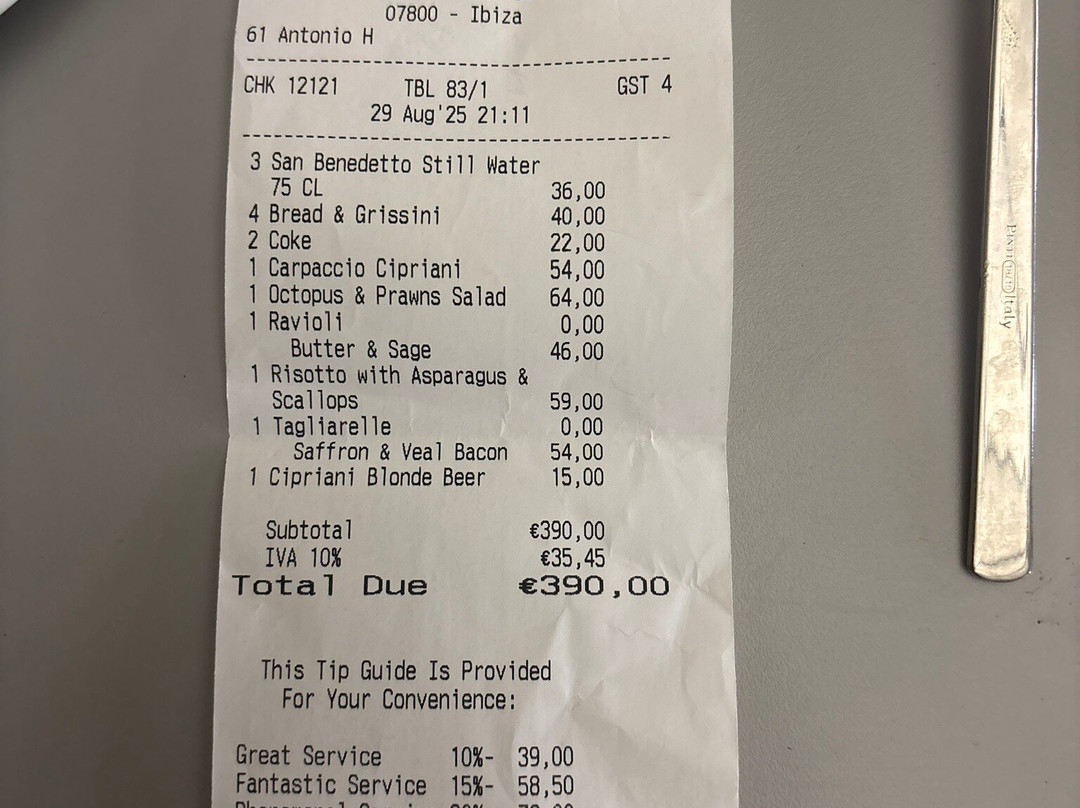 07800 - Ibiza
61 Antonio H
CHK 12121 TBL 83/1 GST 4
29 Aug'25 21:11
3 San Benedetto Still Water
75 CL 36,00
4 Bread & Grissini 40,00
2 Coke 22,00
1 Carpaccio Cipriani 54,00
1 Octopus & Prawns Salad 64,00
1 Ravioli 0,00
Butter & Sage 46,00
1 Risotto with Asparagus &
Scallops 59,00
1 Tagliarelle 0,00
Saffron & Veal Bacon 54,00
1 Cipriani Blonde Beer 15,00
Subtotal €390,00
IVA 10% €35,45
Total Due €390,00
This Tip Guide Is Provided
For Your Convenience:
Great Service 10%- 39,00
Fantastic Service 15%- 58,50
Italy